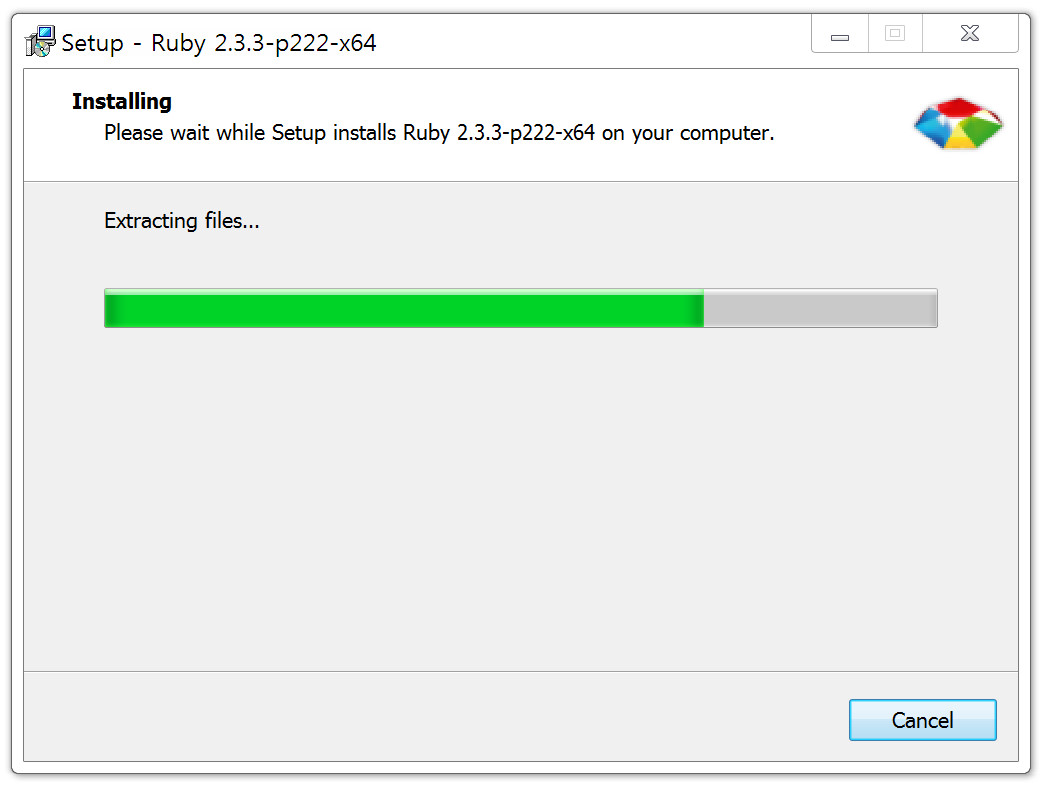 Setup - Ruby 2.3.3-p222-x64
Installing
Please wait while Setup installs Ruby 2.3.3-p222-x64 on your computer.
Extracting files...
Cancel